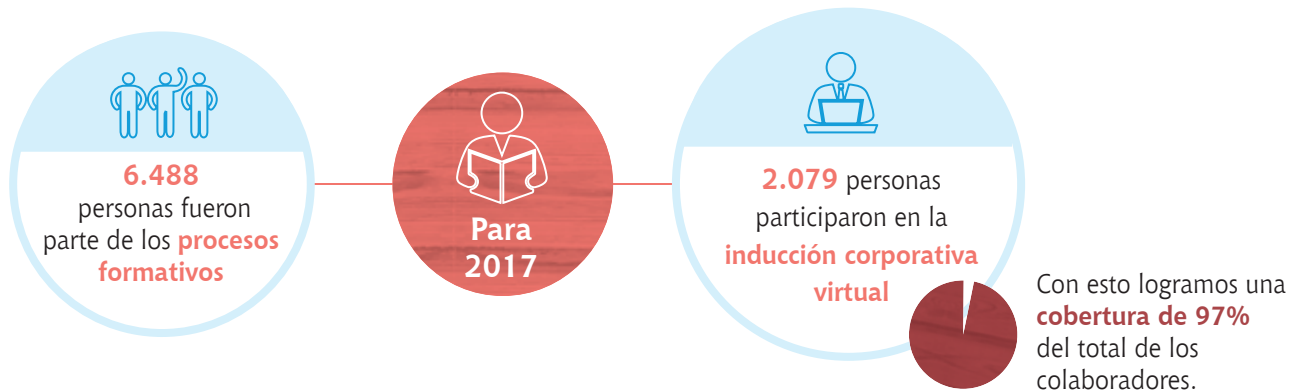 6.488
personas fueron
parte de los procesos
formativos
Para
2017
2.079 personas
participaron en la
inducción corporativa
virtual
Con esto logramos una
cobertura de 97%
del total de los
colaboradores.